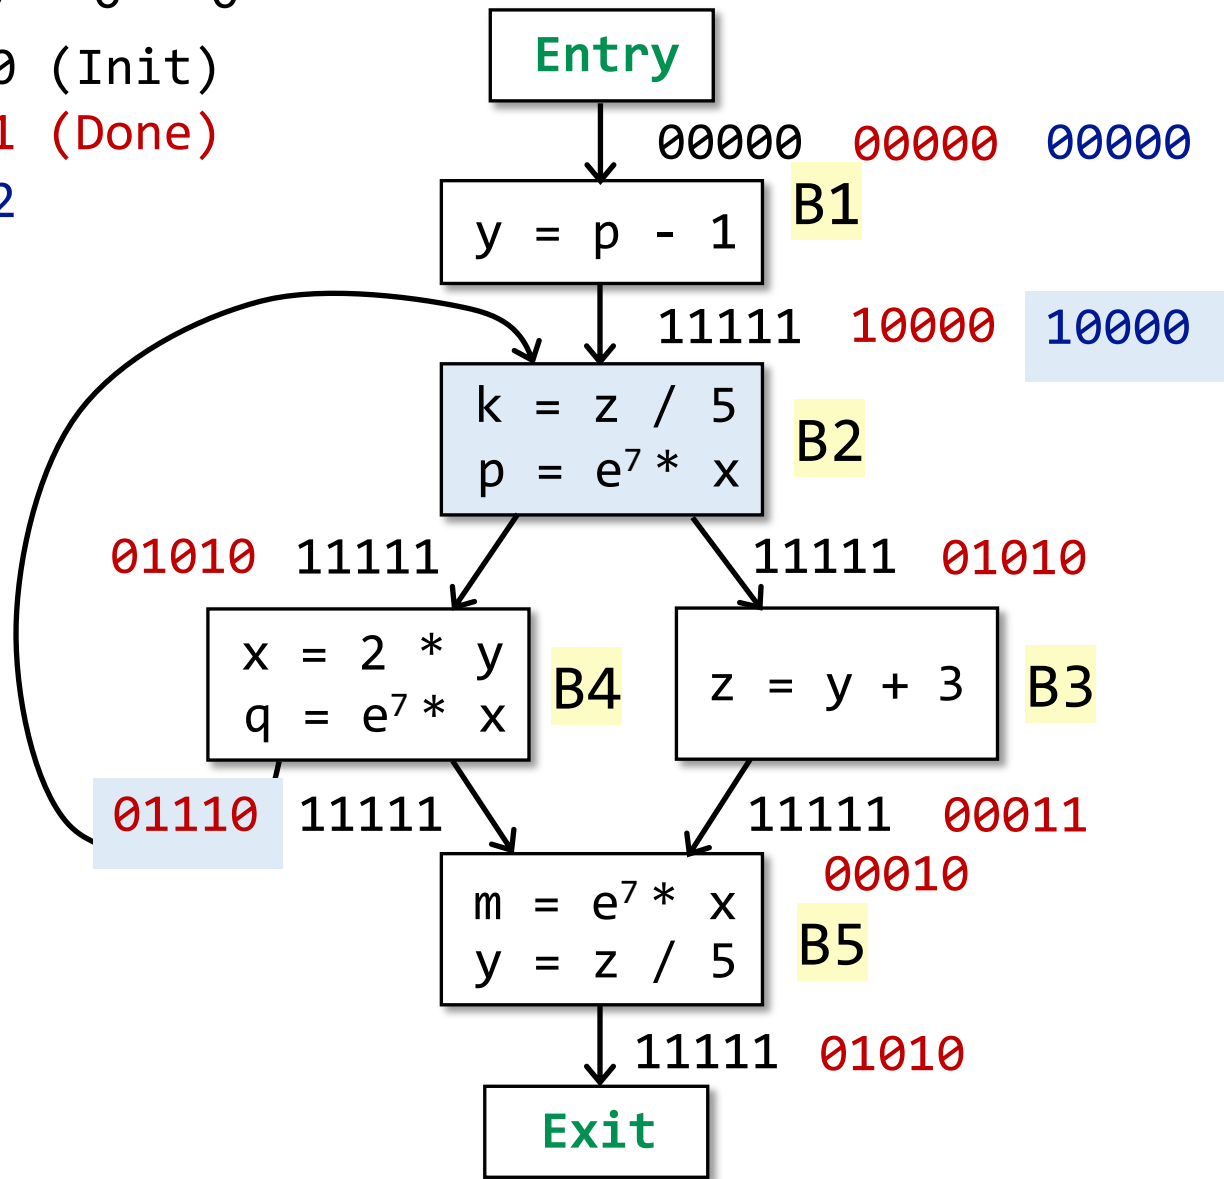 Entry
0 (Init)
1 (Done)
2
00000 00000 00000
B1
y = p - 1
11111 10000 10000
k = z / 5
p = e⁷ * x
B2
01010 11111 11111 01010
x = 2 * y
q = e⁷ * x
B4
z = y + 3
B3
01110 11111 11111 00011
00010
m = e⁷ * x
y = z / 5
B5
11111 01010
Exit